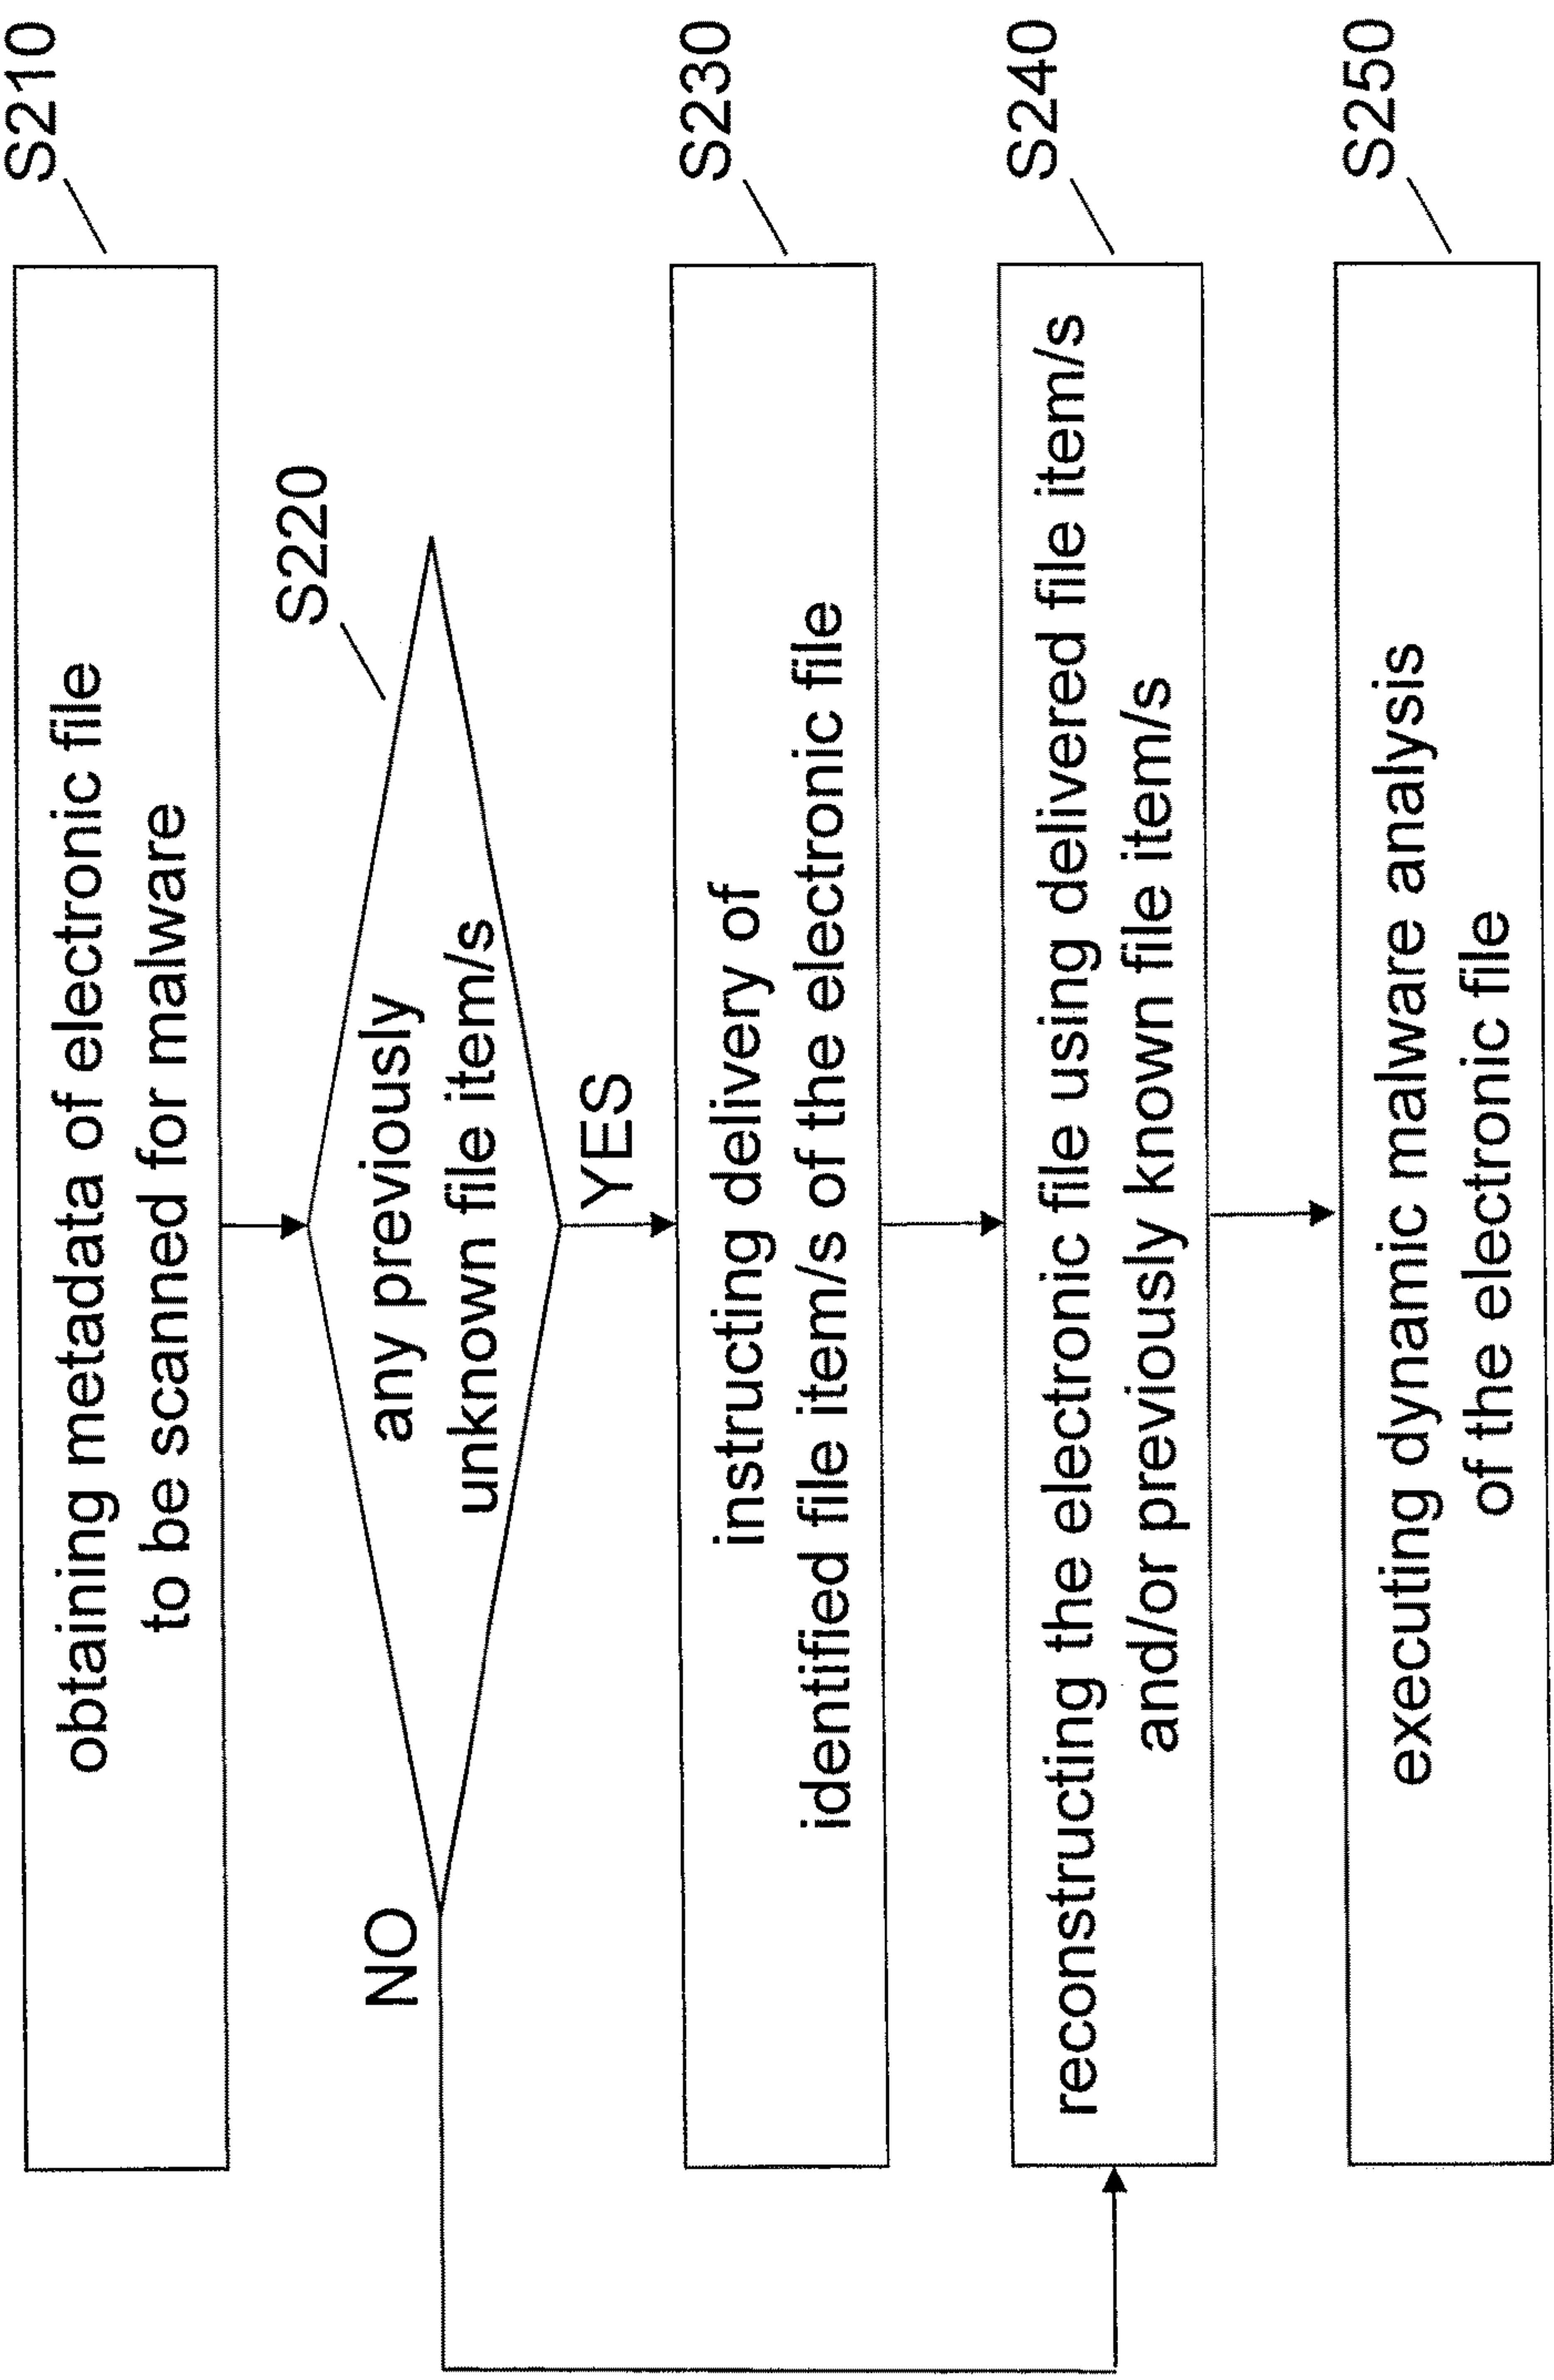 S210
obtaining metadata of electronic file
to be scanned for malware
S220
any previously
unknown file item/s
NO
YES
S230
instructing delivery of
identified file item/s of the electronic file
S240
reconstructing the electronic file using delivered file item/s
and/or previously known file item/s
S250
executing dynamic malware analysis
of the electronic file